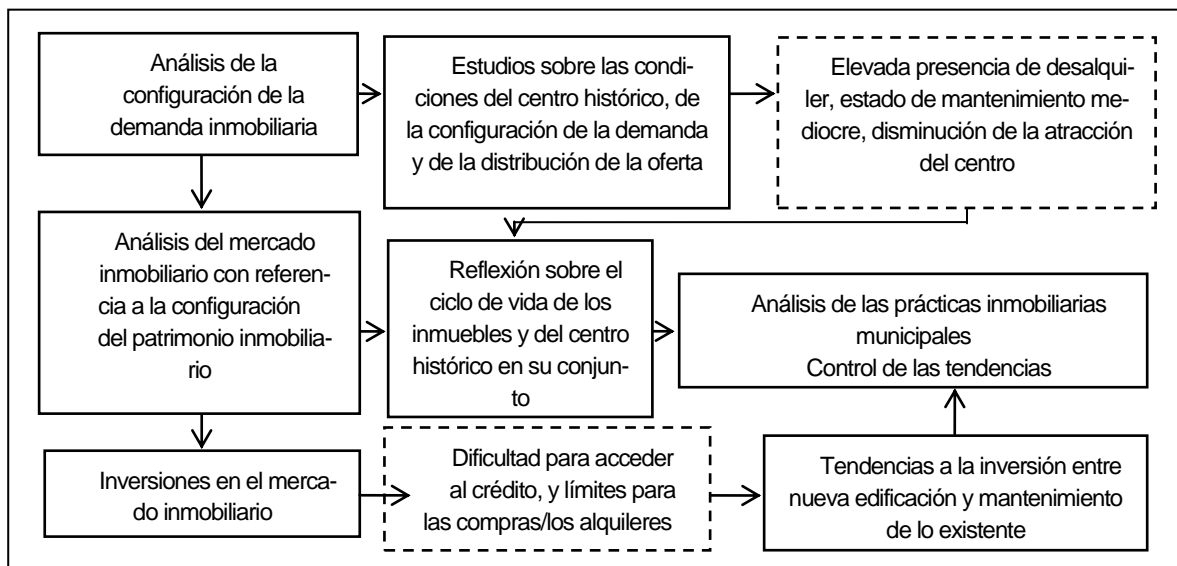 Análisis de la
configuración de la
demanda inmobiliaria
Estudios sobre las condi-
ciones del centro histórico, de
la configuración de la demanda
y de la distribución de la oferta
Elevada presencia de desalqui-
ler, estado de mantenimiento me-
diocre, disminución de la atracción
del centro
Análisis del mercado
inmobiliario con referen-
cia a la configuración
del patrimonio inmobilia-
rio
Reflexión sobre el
ciclo de vida de los
inmuebles y del centro
histórico en su conjun-
to
Análisis de las prácticas inmobiliarias
municipales
Control de las tendencias
Inversiones en el merca-
do inmobiliario
Dificultad para acceder
al crédito, y límites para
las compras/los alquileres
Tendencias a la inversión entre
nueva edificación y mantenimiento
de lo existente